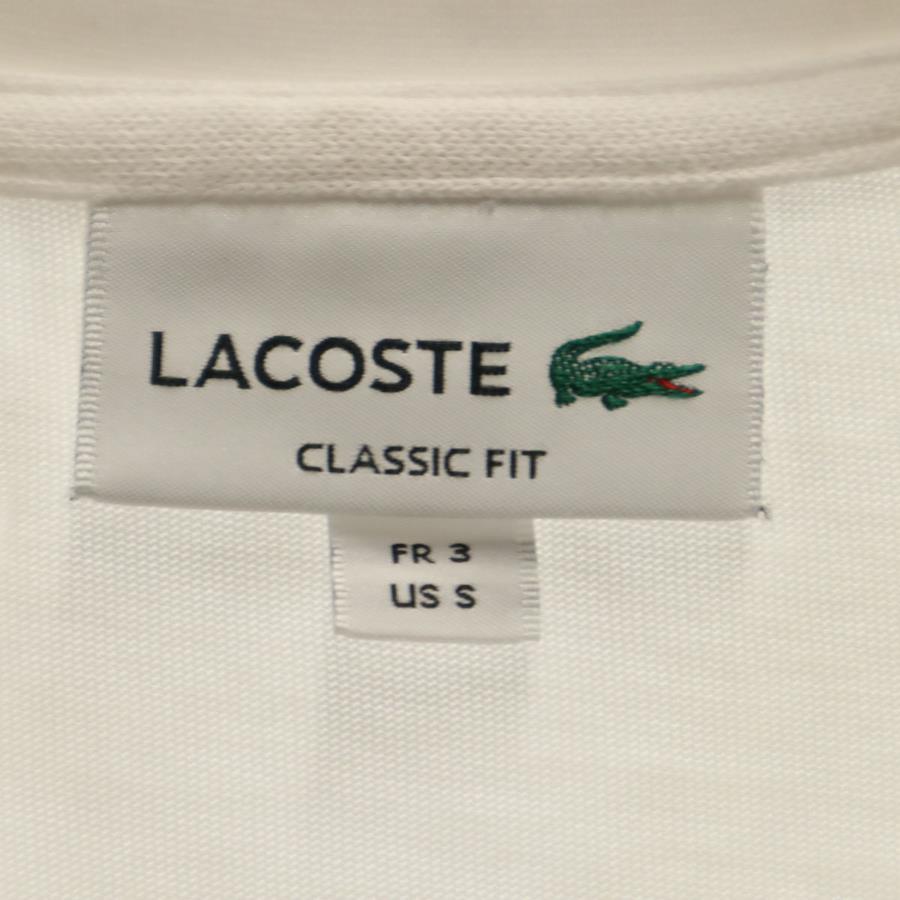 LACOSTE
CLASSIC FIT
FR 3
US S